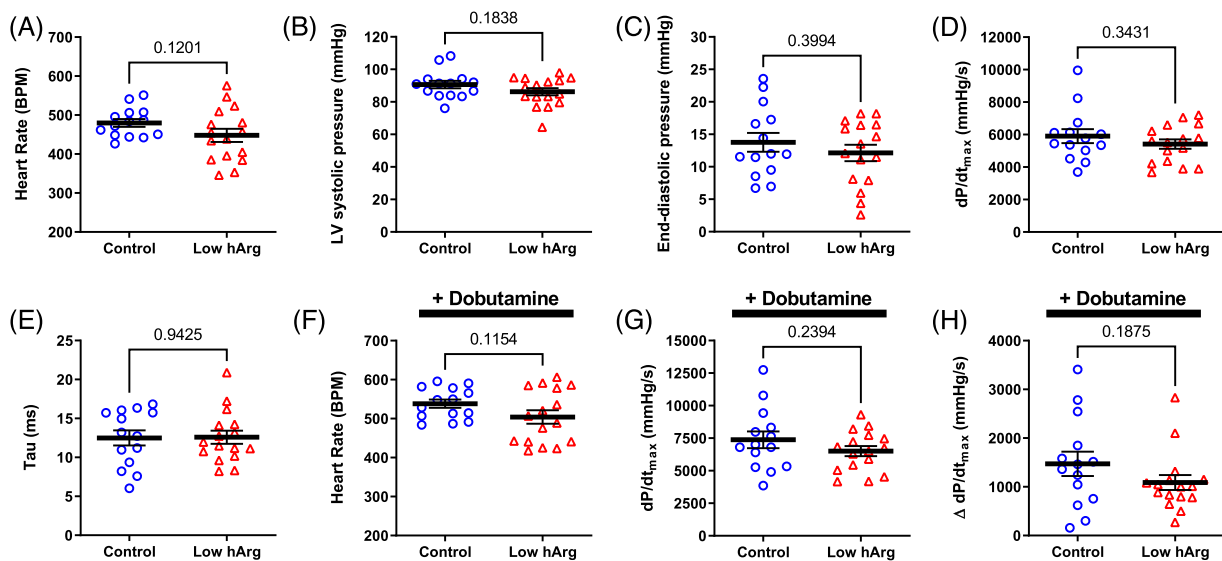 (A)
0.1201
Heart Rate (BPM)
700
600
500
400
300
200
Control
Low hArg
(B)
0.1838
LV systolic pressure (mmHg)
120
100
80
60
40
20
0
Control
Low hArg
(C)
0.3994
End-diastolic pressure (mmHg)
30
25
20
15
10
5
0
Control
Low hArg
(D)
0.3431
dP/dtmax (mmHg/s)
12000
10000
8000
6000
4000
2000
0
Control
Low hArg
(E)
0.9425
Tau (ms)
25
20
15
10
5
0
Control
Low hArg
(F)
+ Dobutamine
0.1154
Heart Rate (BPM)
700
600
500
400
300
200
Control
Low hArg
(G)
+ Dobutamine
0.2394
dP/dtmax (mmHg/s)
15000
12500
10000
7500
5000
2500
0
Control
Low hArg
(H)
+ Dobutamine
0.1875
Δ dP/dtmax (mmHg/s)
4000
3000
2000
1000
0
Control
Low hArg